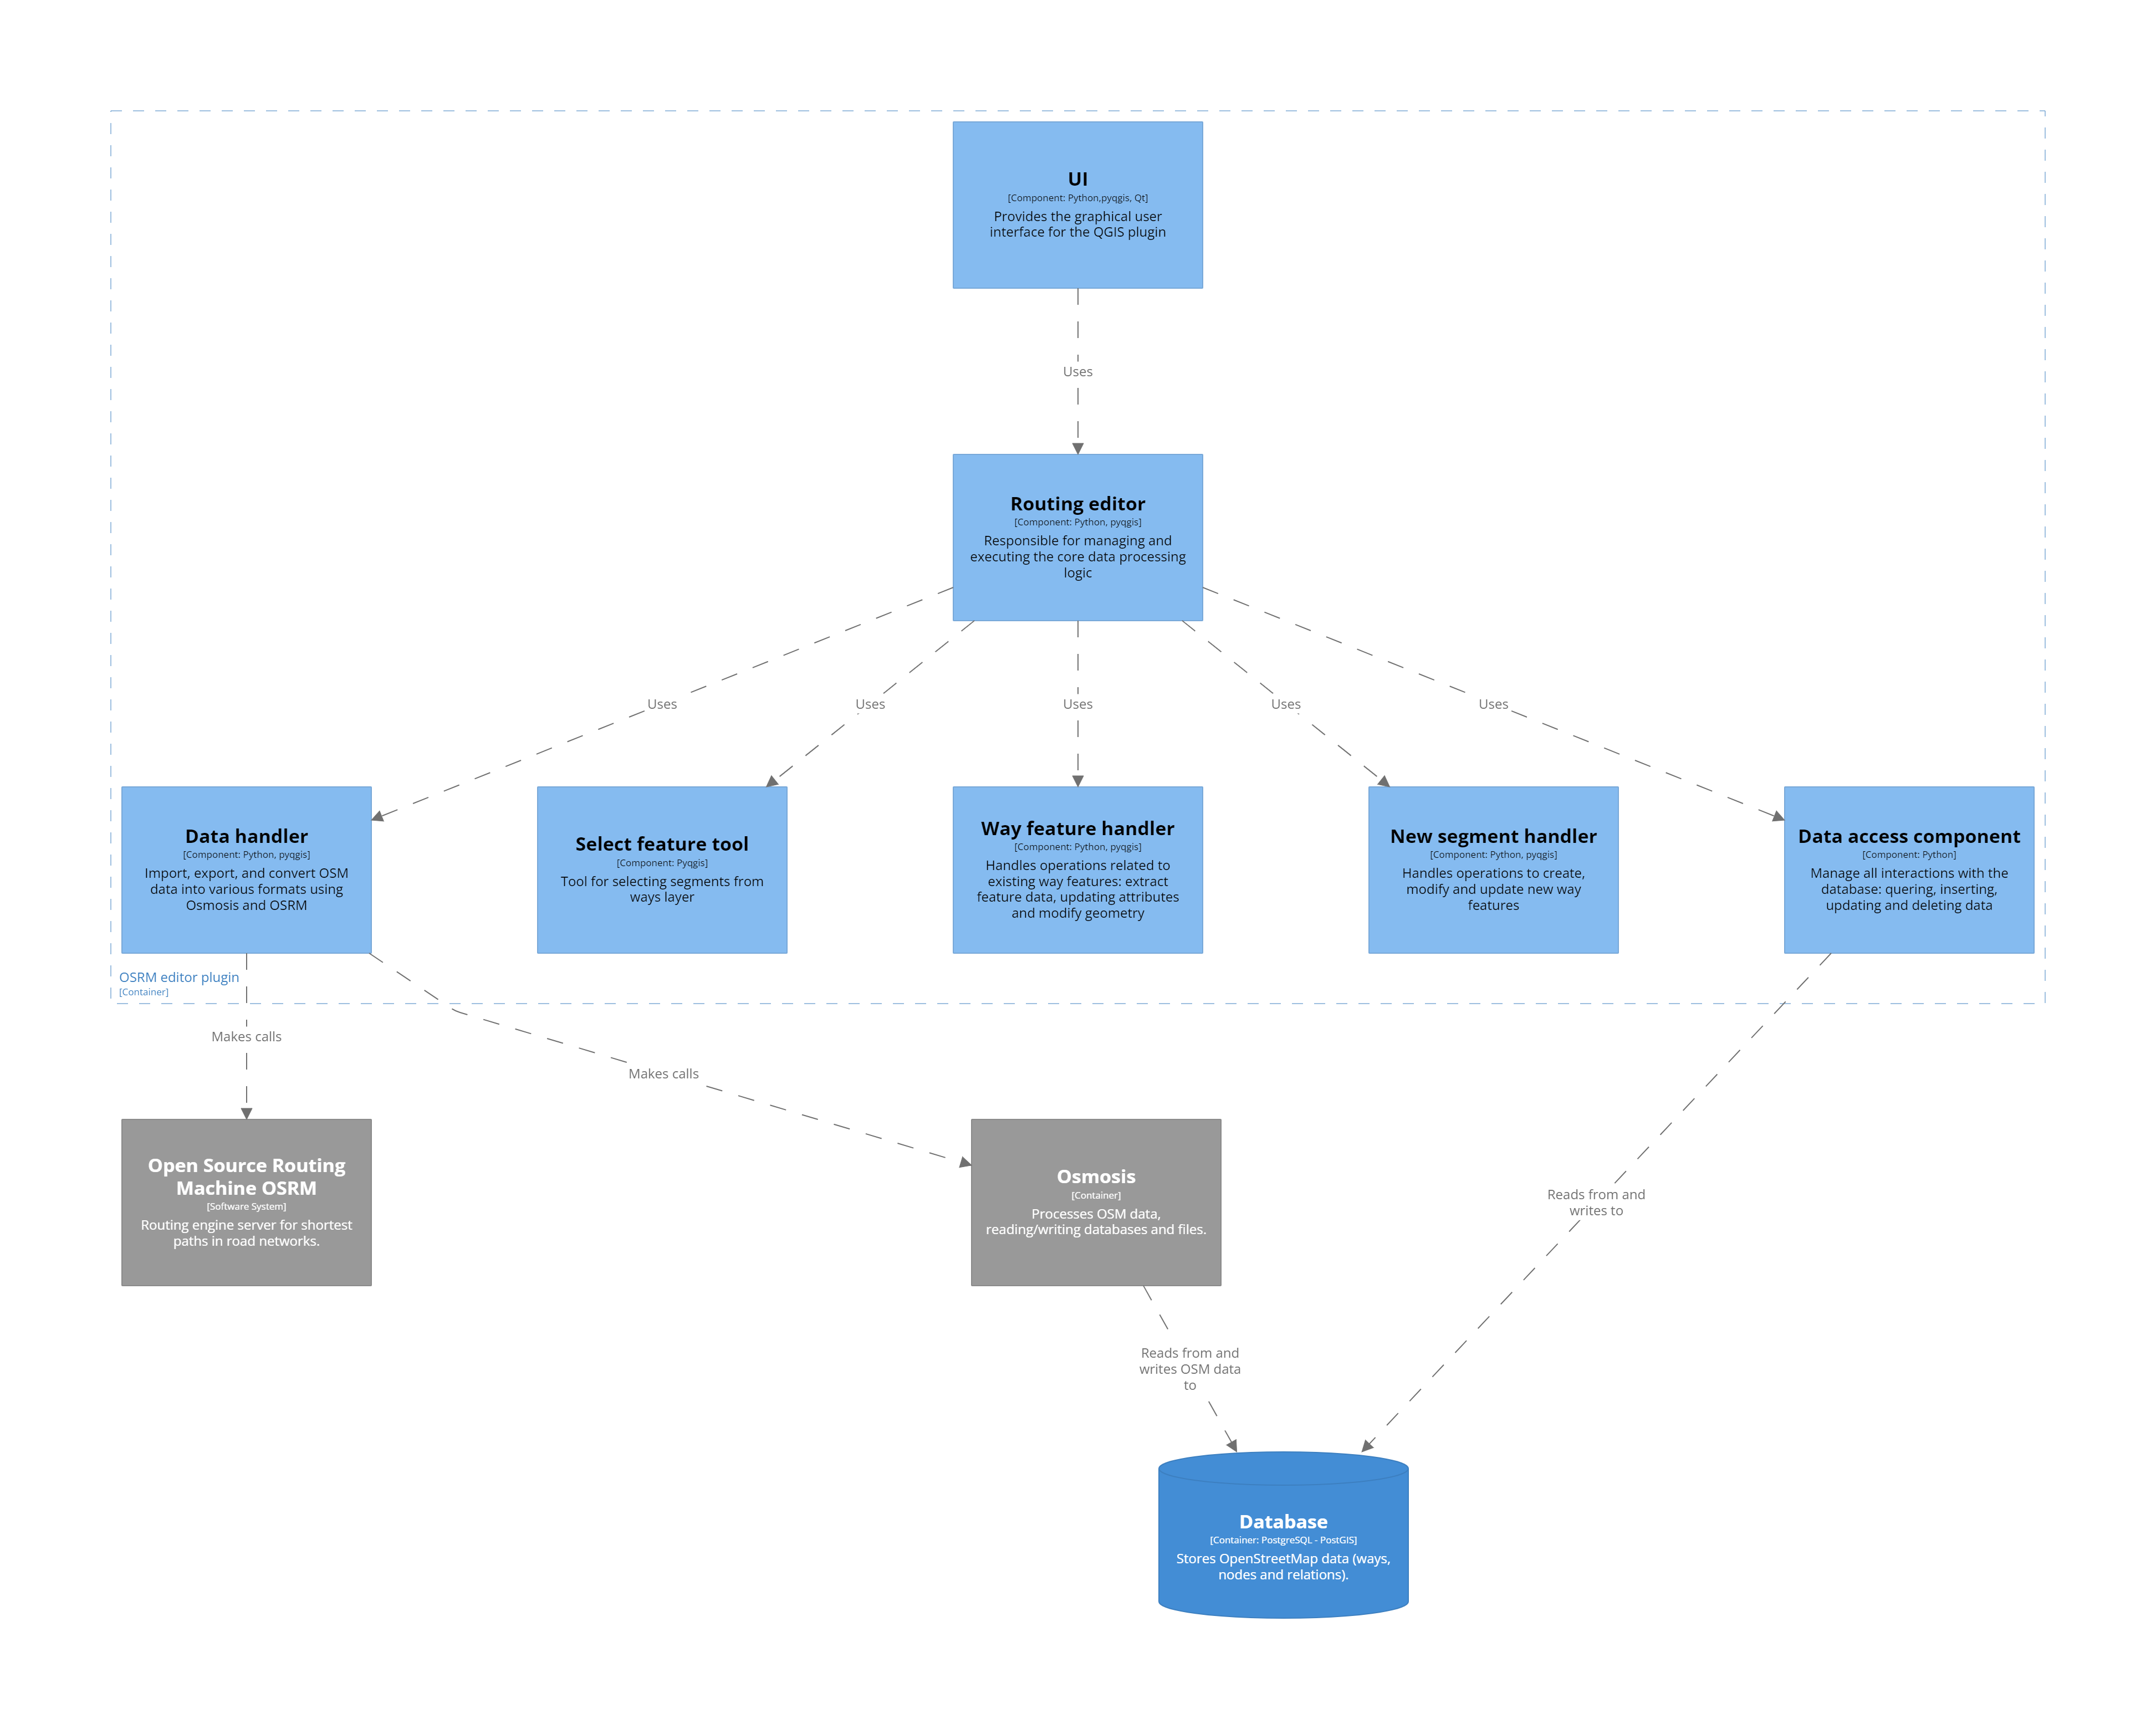 UI
[Component: Python,pyqgis, Qt]
Provides the graphical user
interface for the QGIS plugin
Uses
Routing editor
[Component: Python, pyqgis]
Responsible for managing and
executing the core data processing
logic
Uses
Uses
Uses
Uses
Uses
Data handler
[Component: Python, pyqgis]
Import, export, and convert OSM
data into various formats using
Osmosis and OSRM
Select feature tool
[Component: Pyqgis]
Tool for selecting segments from
ways layer
Way feature handler
[Component: Python, pyqgis]
Handles operations related to
existing way features: extract
feature data, updating attributes
and modify geometry
New segment handler
[Component: Python, pyqgis]
Handles operations to create,
modify and update new way
features
Data access component
[Component: Python]
Manage all interactions with the
database: quering, inserting,
updating and deleting data
OSRM editor plugin
[Container]
Makes calls
Makes calls
Open Source Routing
Machine OSRM
[Software System]
Routing engine server for shortest
paths in road networks.
Osmosis
[Container]
Processes OSM data,
reading/writing databases and files.
Reads from and
writes to
Reads from and
writes OSM data
to
Database
[Container: PostgreSQL - PostGIS]
Stores OpenStreetMap data (ways,
nodes and relations).